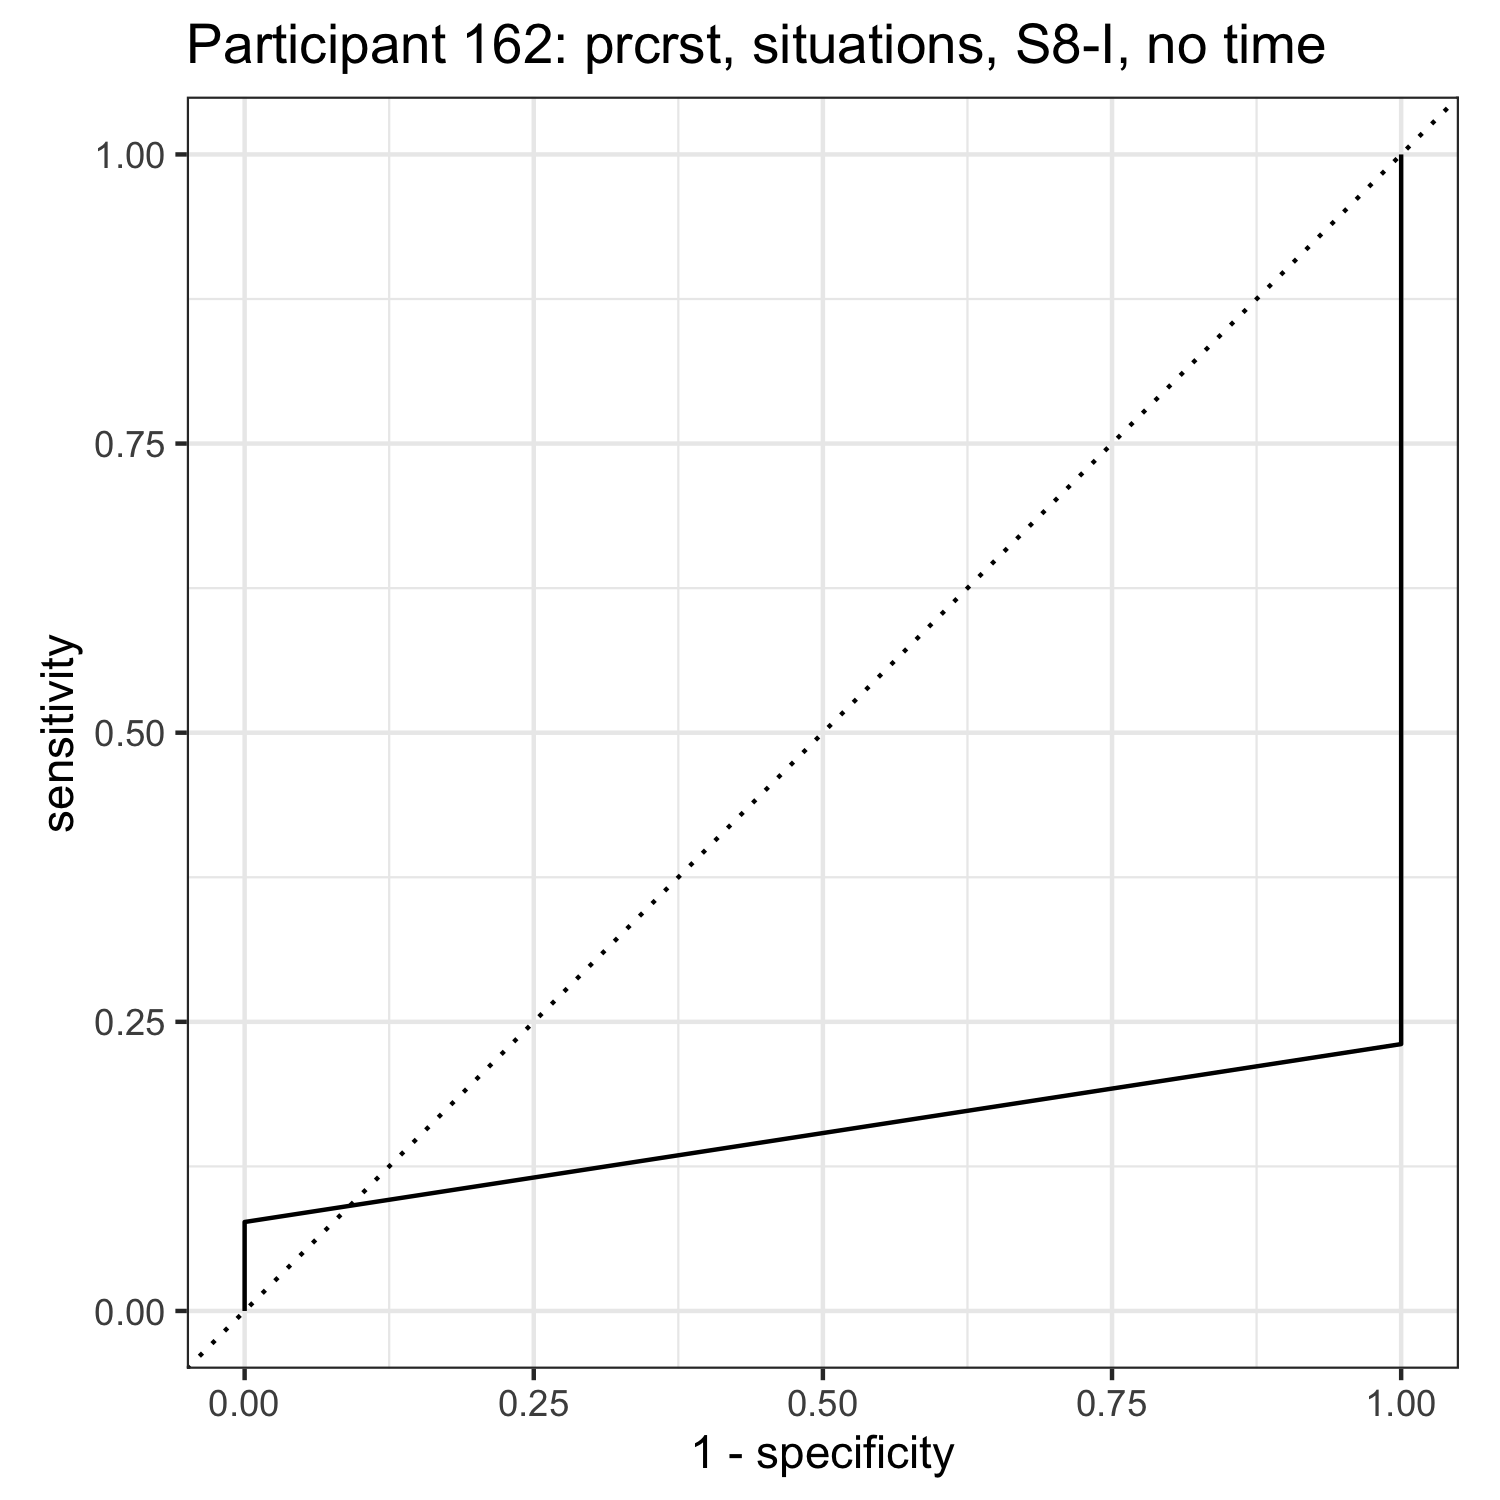 Participant 162: prcrst, situations, S8-I, no time
1.00
0.75
0.50
0.25
0.00
sensitivity
0.00 0.25 0.50 0.75 1.00
1 - specificity